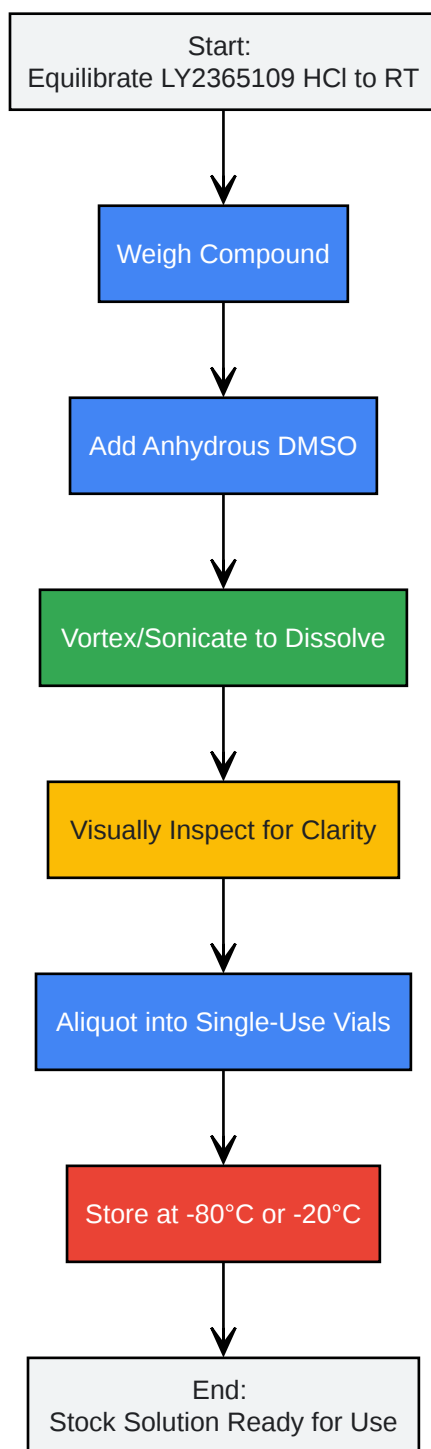 Start:
Equilibrate LY2365109 HCl to RT
Weigh Compound
Add Anhydrous DMSO
Vortex/Sonicate to Dissolve
Visually Inspect for Clarity
Aliquot into Single-Use Vials
Store at -80°C or -20°C
End:
Stock Solution Ready for Use